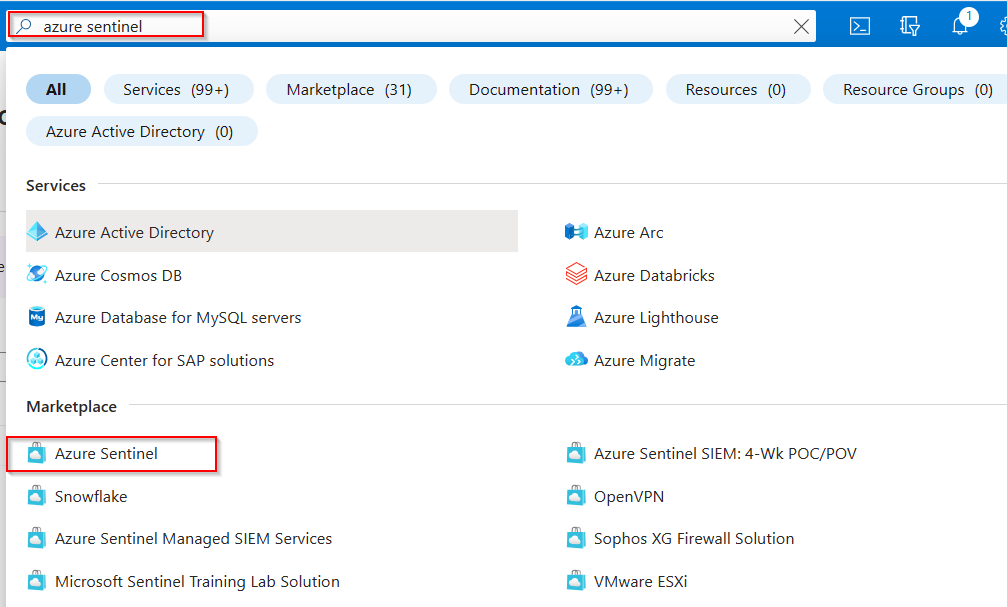 azure sentinel
1
All
Services (99+)
Marketplace (31)
Documentation (99+)
Resources (0)
Resource Groups (0)
Azure Active Directory (0)
Services
Azure Active Directory
Azure Arc
Azure Cosmos DB
Azure Databricks
My
Azure Database for MySQL servers
Azure Lighthouse
Azure Center for SAP solutions
Azure Migrate
Marketplace
Azure Sentinel
Azure Sentinel SIEM: 4-Wk POC/POV
Snowflake
OpenVPN
Azure Sentinel Managed SIEM Services
Sophos XG Firewall Solution
Microsoft Sentinel Training Lab Solution
VMware ESXi